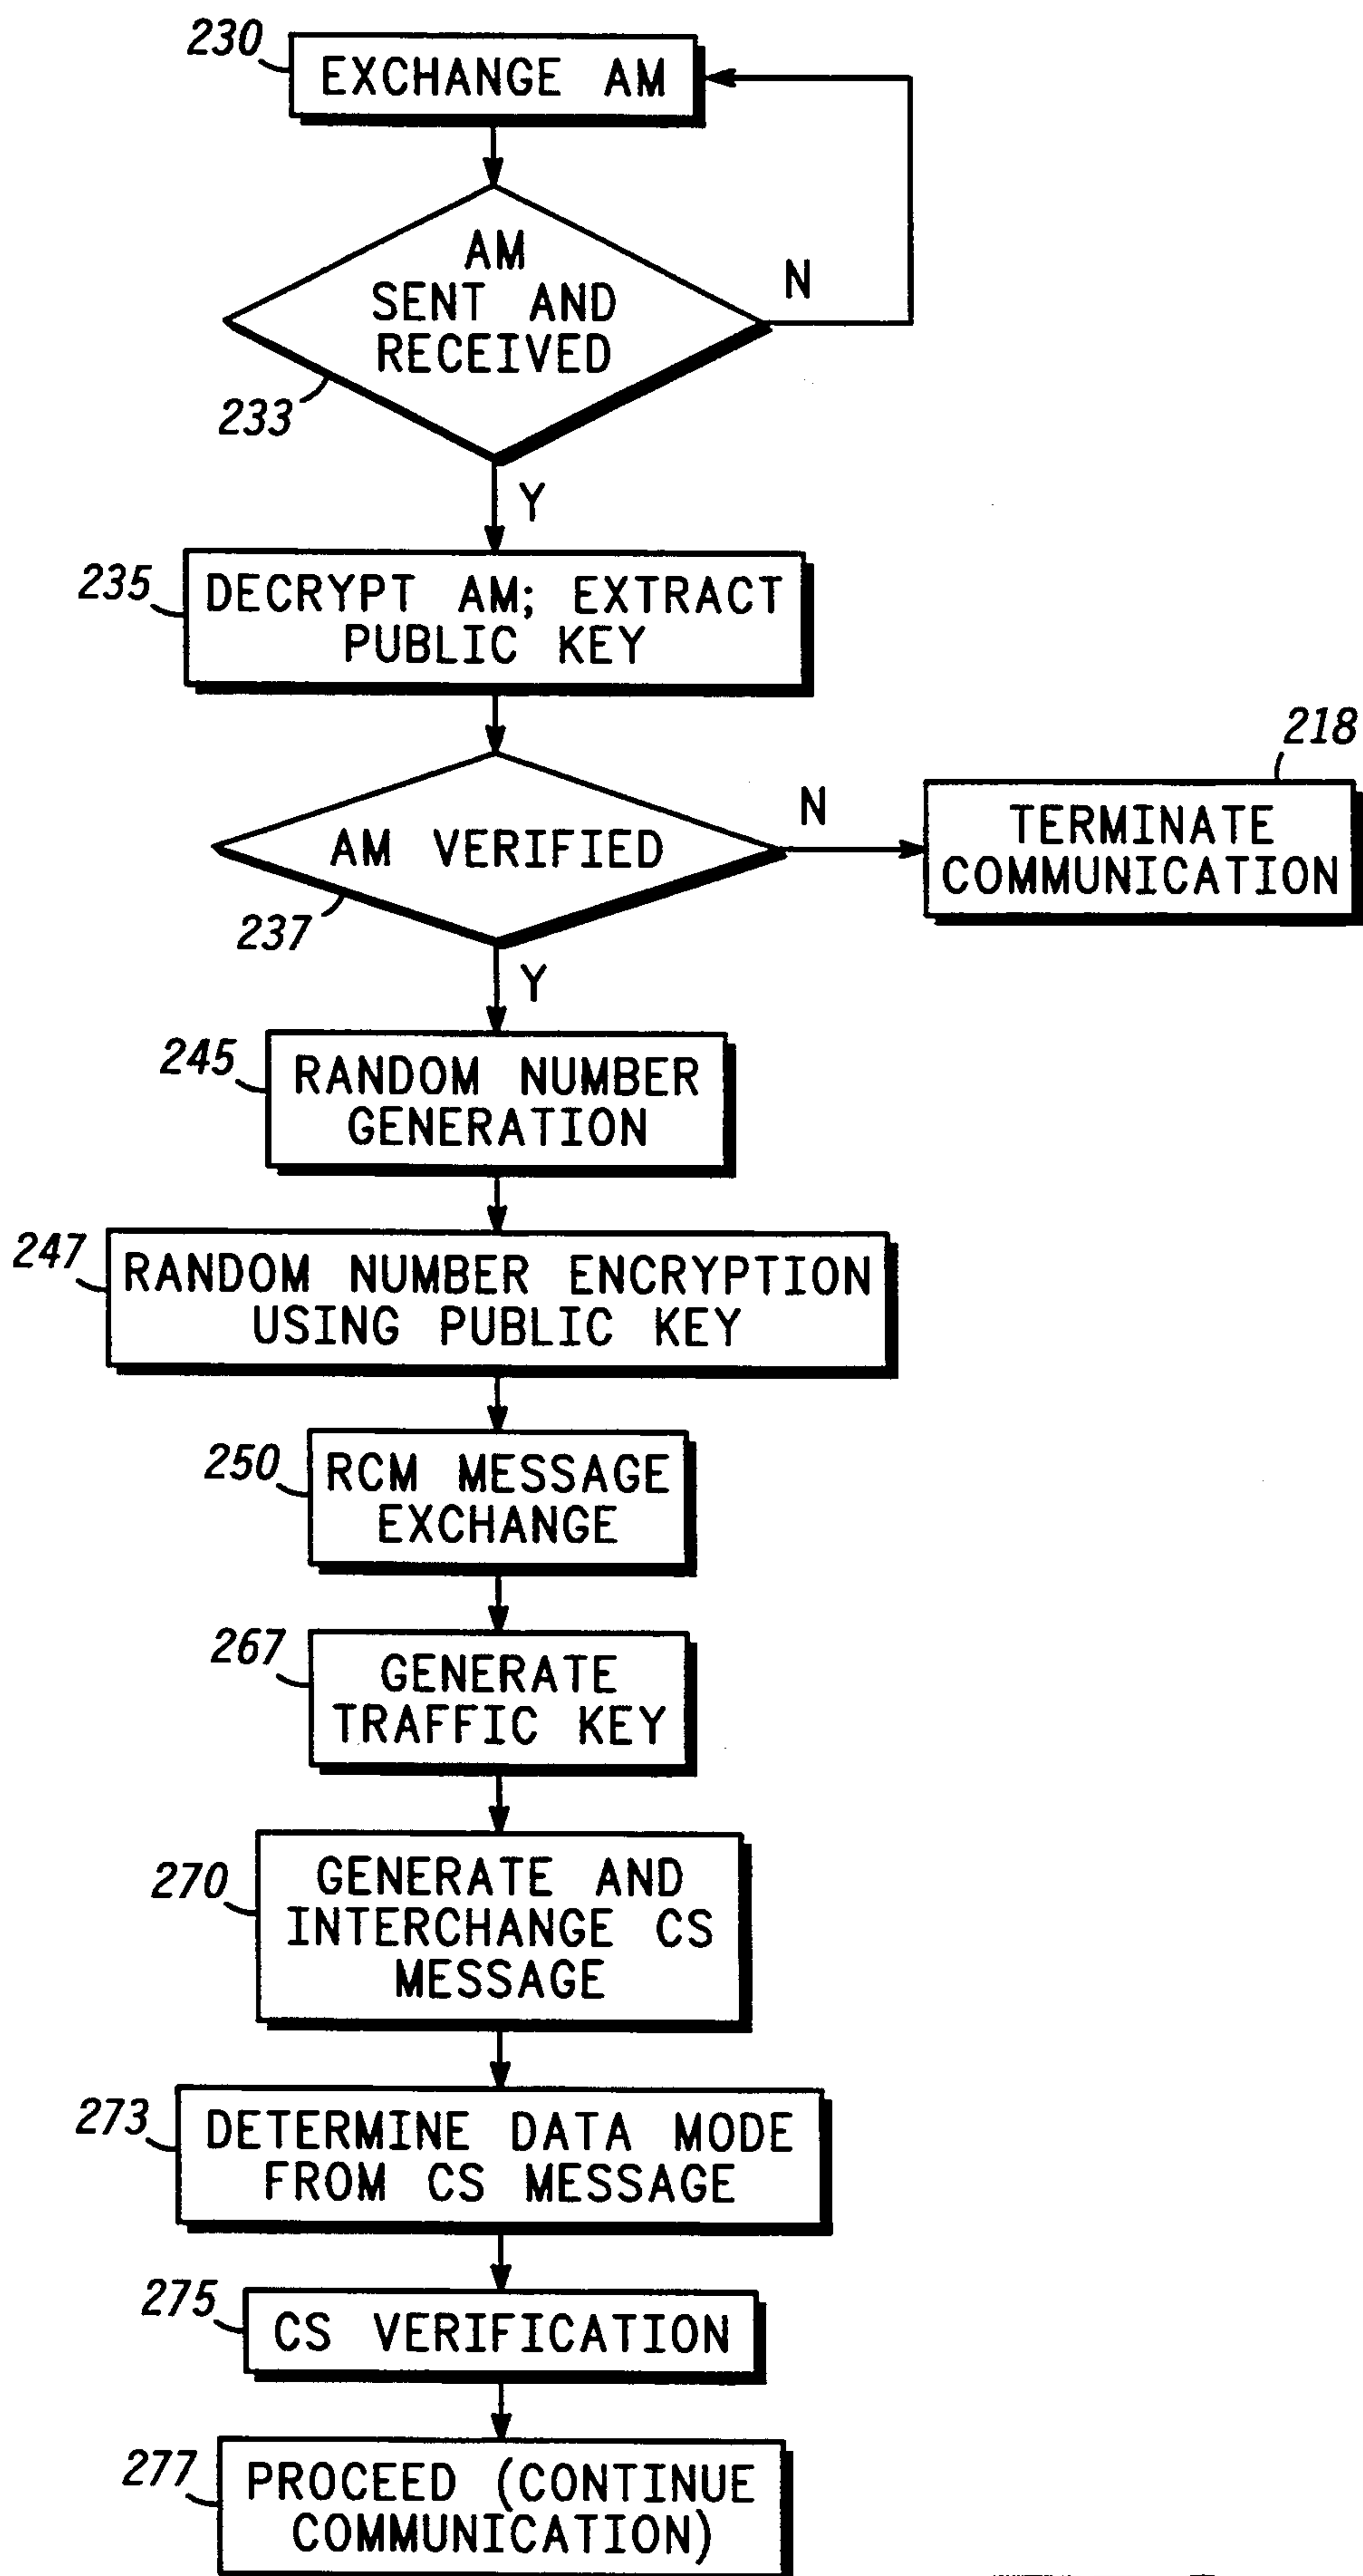 230
EXCHANGE AM
AM
SENT AND
RECEIVED
N
233
Y
235
DECRYPT AM; EXTRACT
PUBLIC KEY
218
N
TERMINATE
COMMUNICATION
AM VERIFIED
237
Y
245
RANDOM NUMBER
GENERATION
247
RANDOM NUMBER ENCRYPTION
USING PUBLIC KEY
250
RCM MESSAGE
EXCHANGE
267
GENERATE
TRAFFIC KEY
270
GENERATE AND
INTERCHANGE CS
MESSAGE
273
DETERMINE DATA MODE
FROM CS MESSAGE
275
CS VERIFICATION
277
PROCEED (CONTINUE
COMMUNICATION)